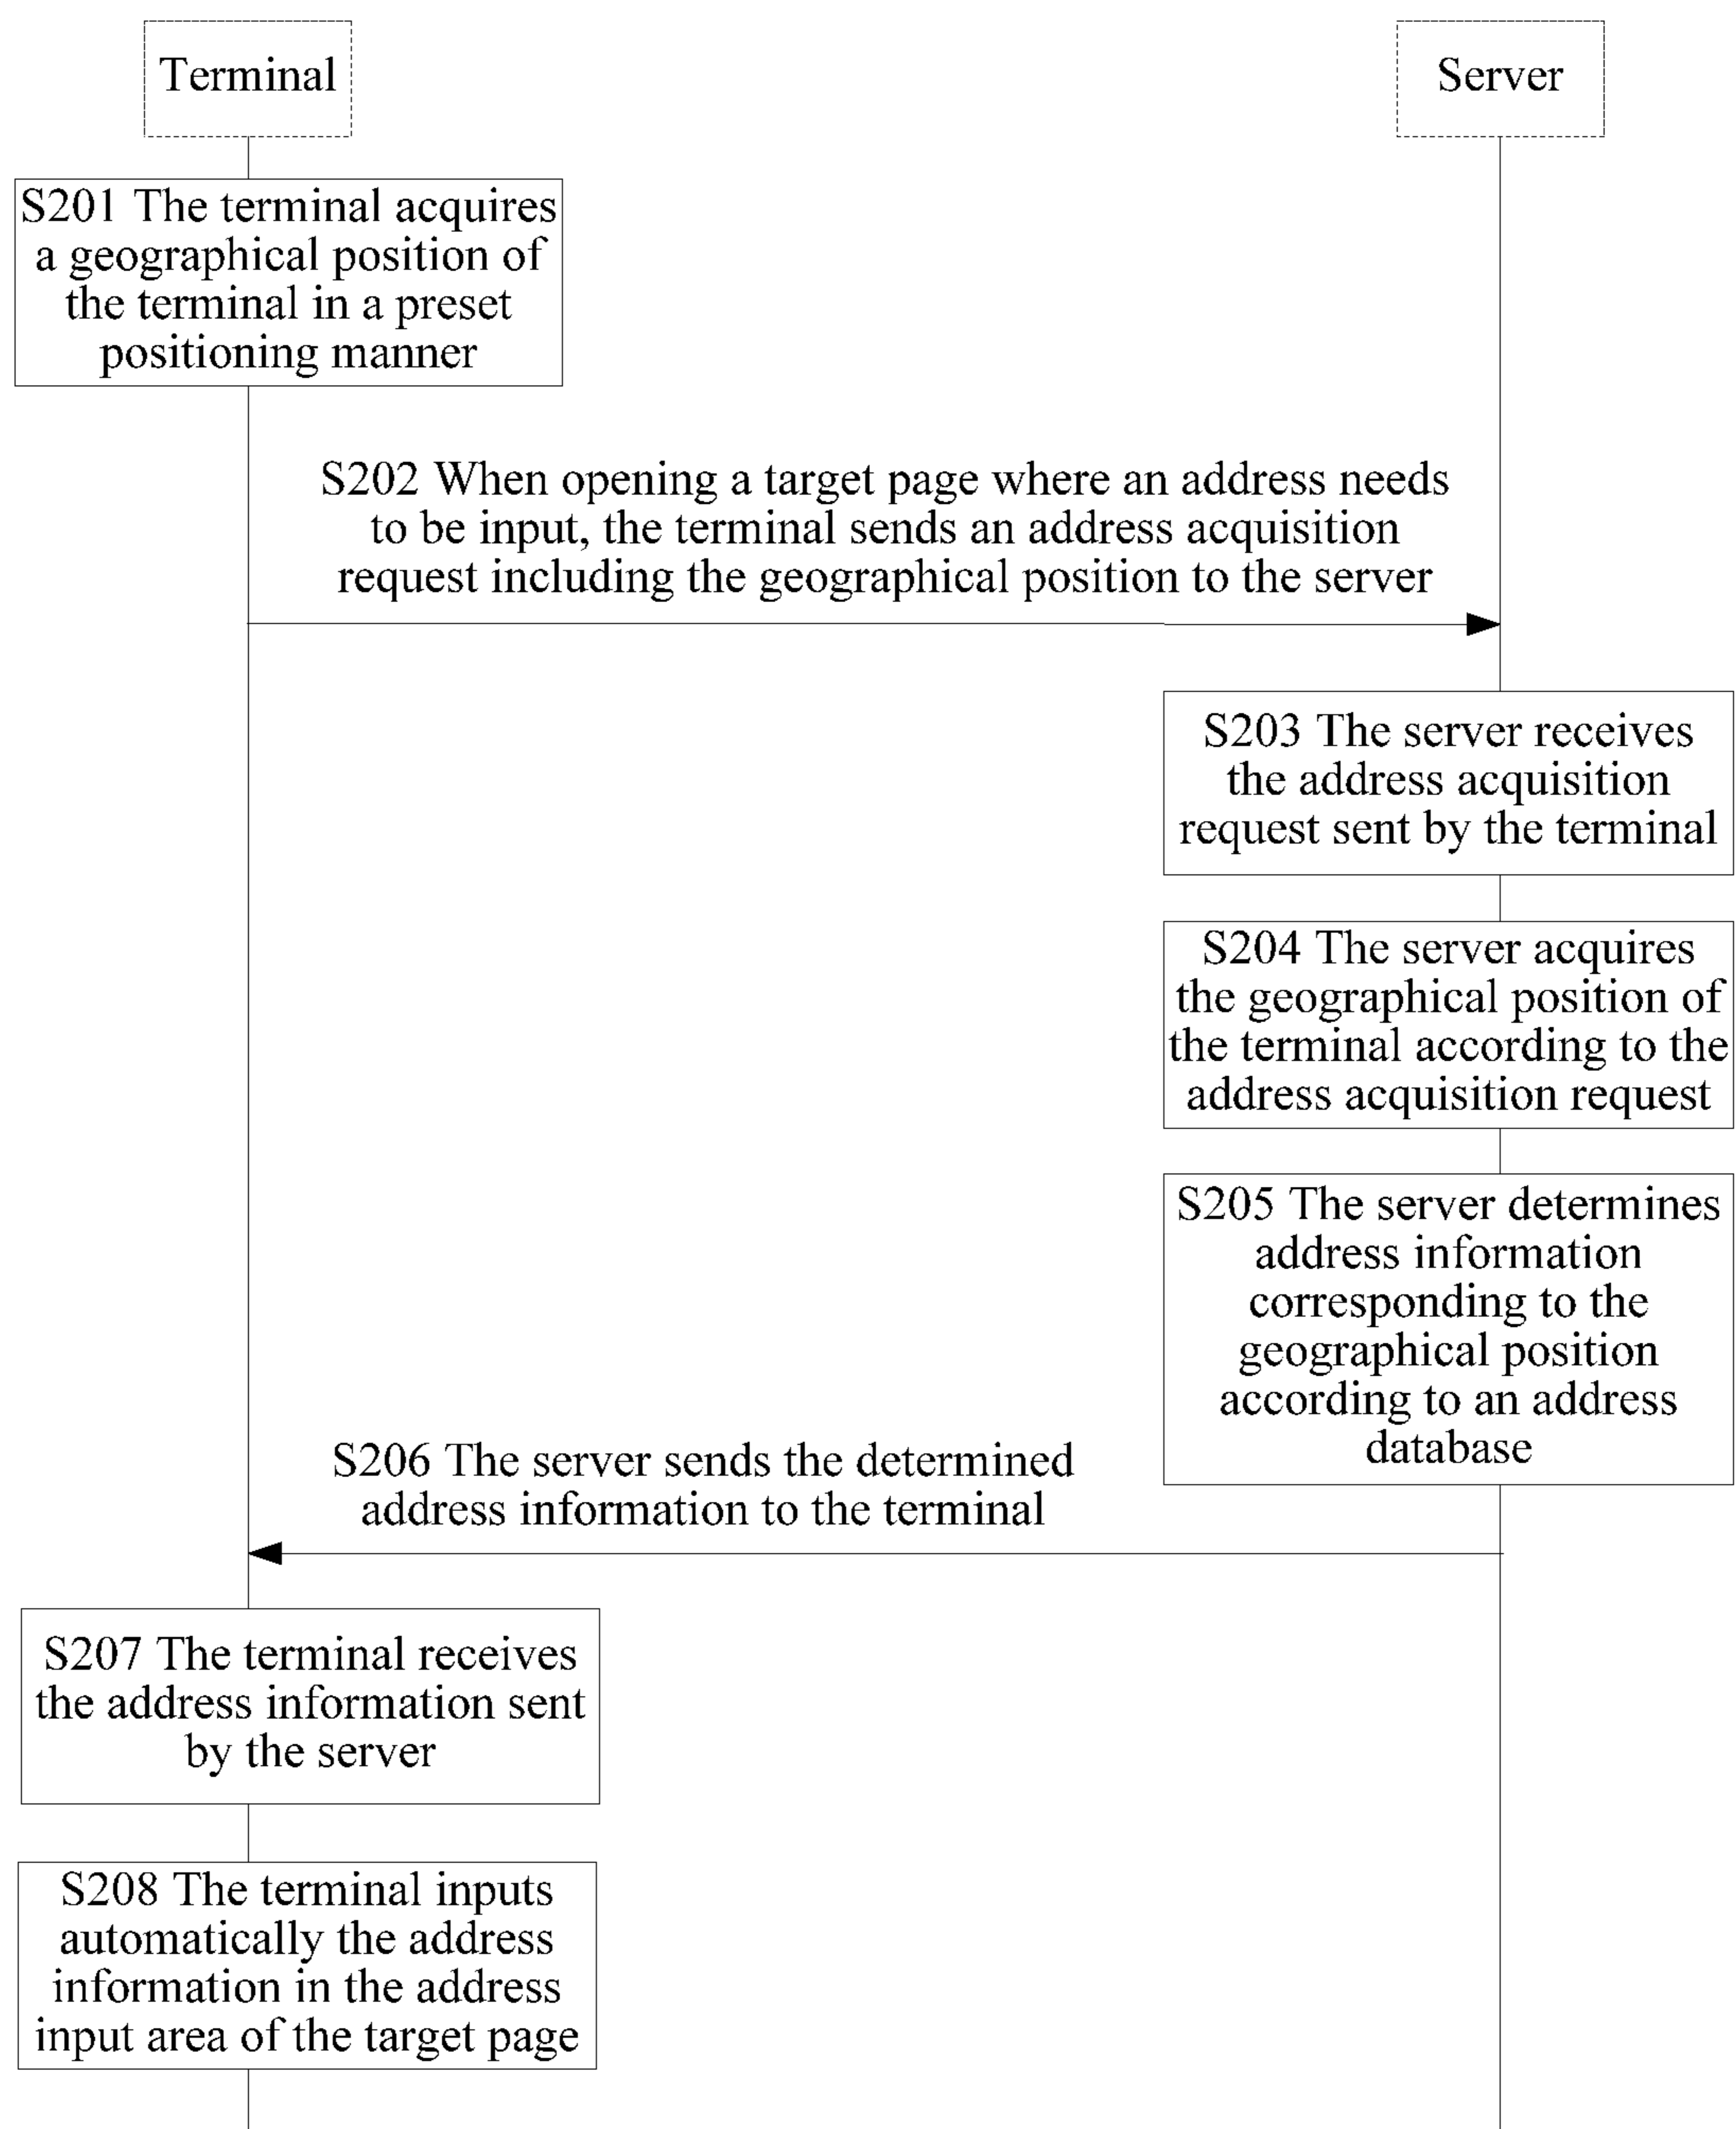 Terminal
Server
S201 The terminal acquires
a geographical position of
the terminal in a preset
positioning manner
S202 When opening a target page where an address needs
to be input, the terminal sends an address acquisition
request including the geographical position to the server
S203 The server receives
the address acquisition
request sent by the terminal
S204 The server acquires
the geographical position of
the terminal according to the
address acquisition request
S205 The server determines
address information
corresponding to the
geographical position
according to an address
database
S206 The server sends the determined
address information to the terminal
S207 The terminal receives
the address information sent
by the server
S208 The terminal inputs
automatically the address
information in the address
input area of the target page